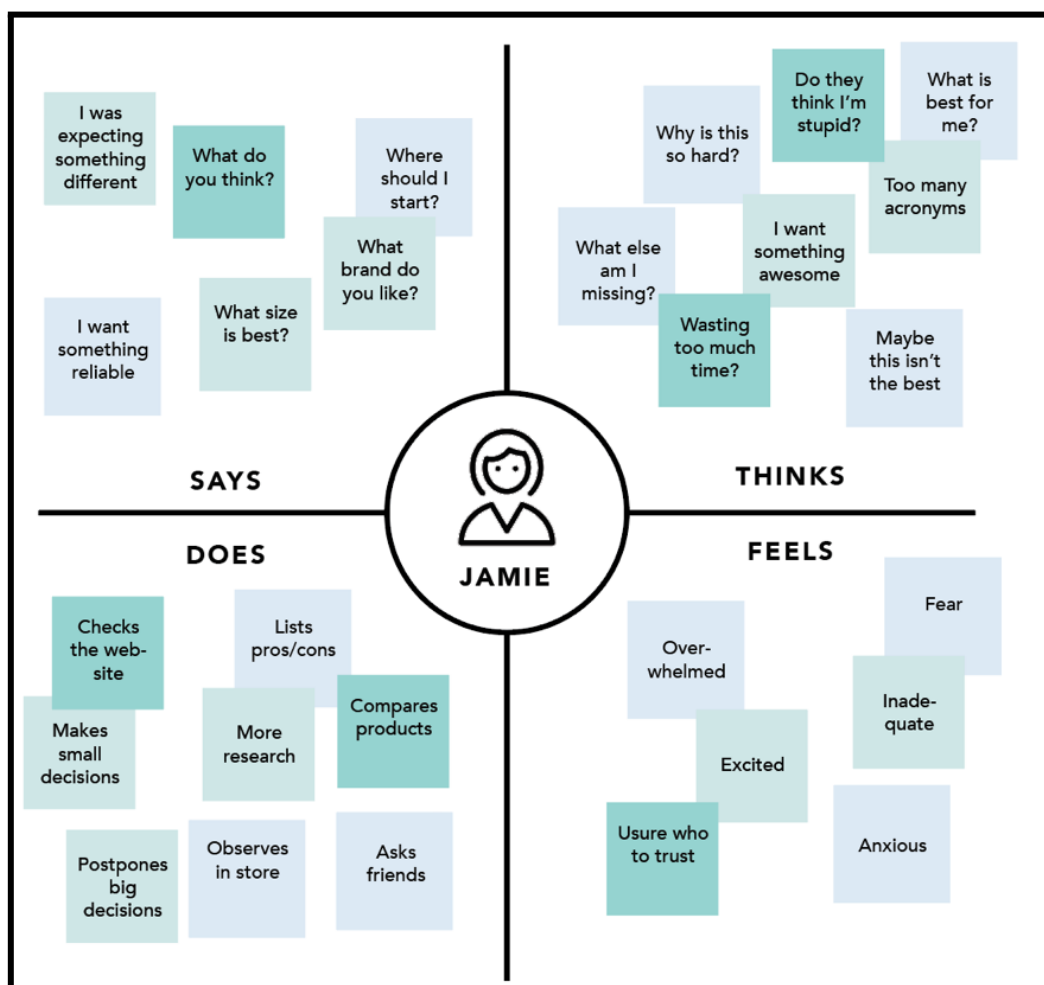 I was
expecting
something
different
What do
you think?
Where
should I
start?
What
brand do
you like?
What size
is best?
I want
something
reliable
SAYS
Do they
think I'm
stupid?
What is
best for
me?
Why is this
so hard?
Too many
acronyms
I want
something
awesome
What else
am I
missing?
Wasting
too much
time?
Maybe
this isn't
the best
THINKS
JAMIE
DOES
Checks
the web-
site
Lists
pros/cons
Makes
small
decisions
More
research
Compares
products
Postpones
big
decisions
Observes
in store
Asks
friends
FEELS
Over-
whelmed
Fear
Inade-
quate
Excited
Usure who
to trust
Anxious